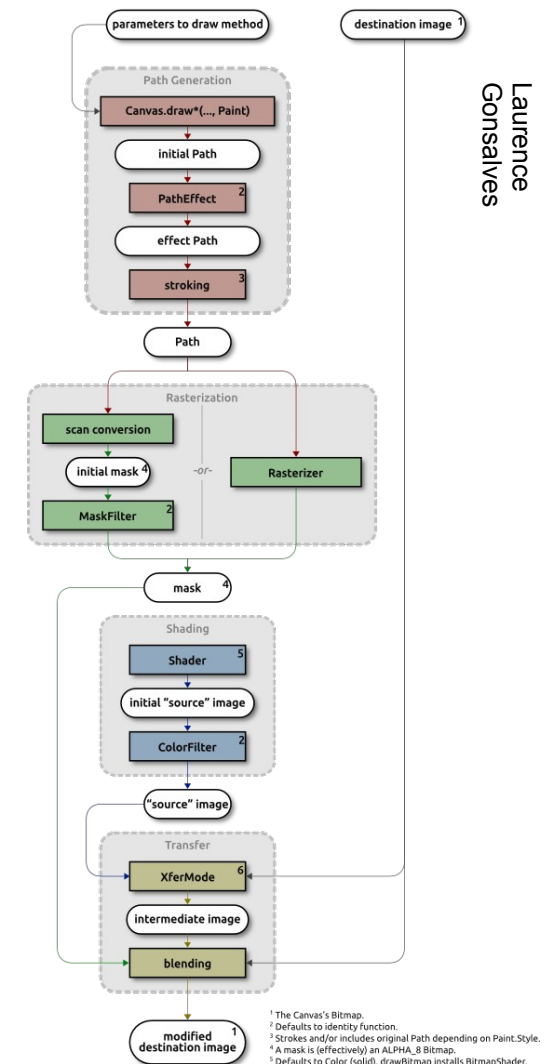 parameters to draw method
destination image 1
Laurence
Gonsalves
Path Generation
Canvas.draw*(..., Paint)
initial Path
PathEffect 2
effect Path
stroking 3
Path
Rasterization
scan conversion
initial mask 4
-or-
Rasterizer
MaskFilter 2
mask 4
Shading
Shader 5
initial “source” image
ColorFilter 2
“source” image
Transfer
XferMode 6
intermediate image
blending
modified
destination image 1
1 The Canvas's Bitmap.
2 Defaults to identity function.
3 Strokes and/or includes original Path depending on Paint.Style.
4 A mask is (effectively) an ALPHA_8 Bitmap.
5 Defaults to Color (solid). drawBitmap installs BitmapShader.